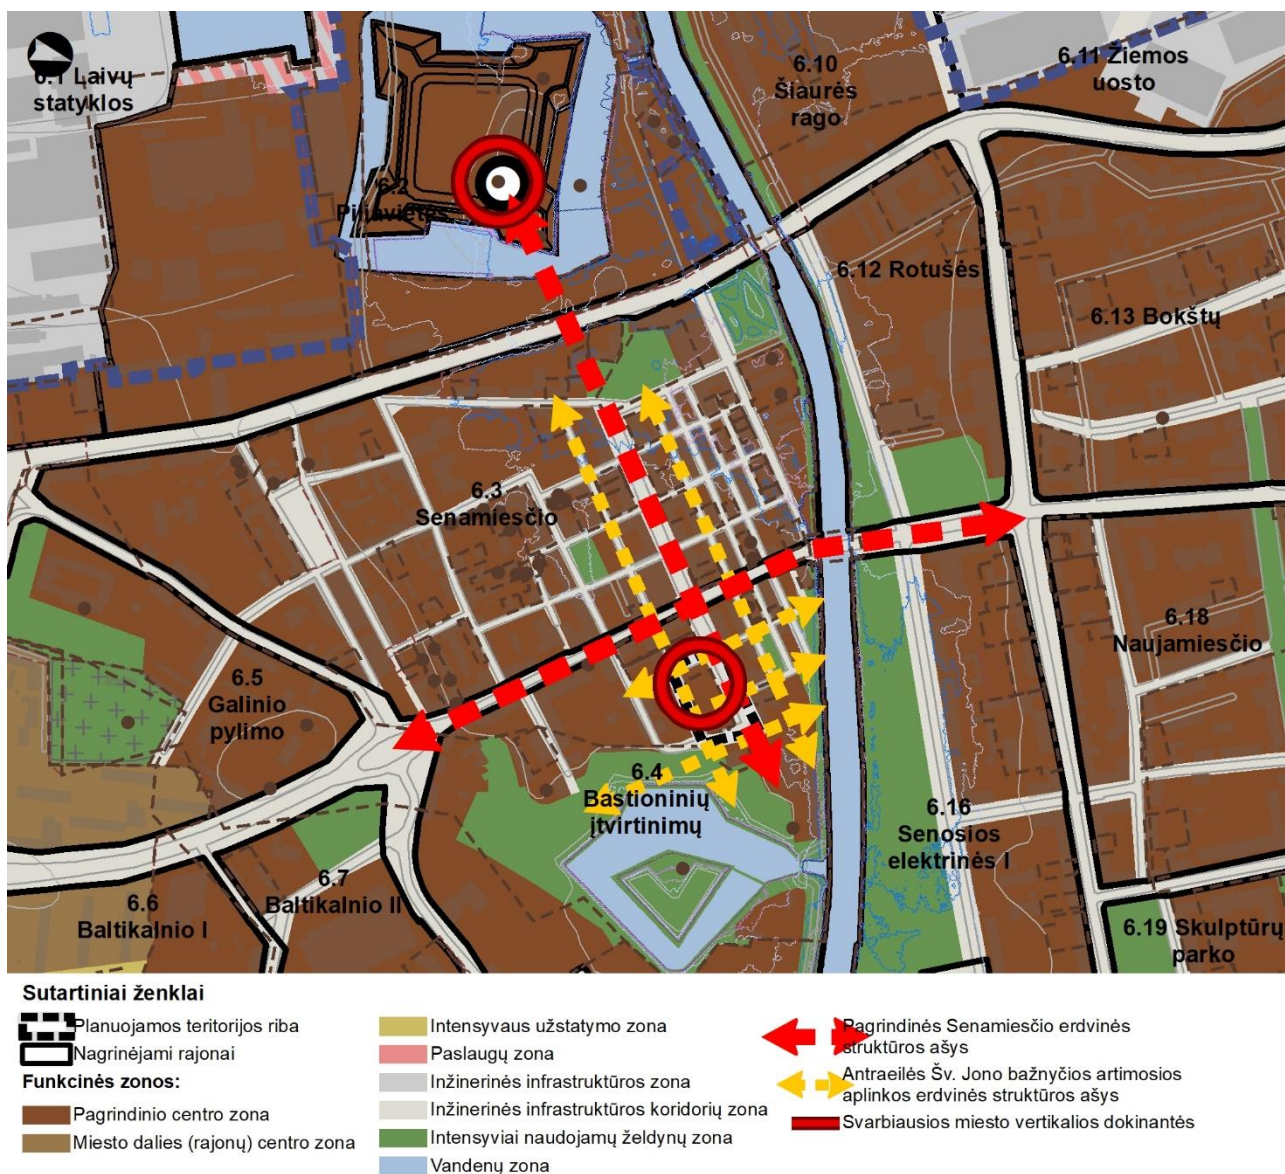 6.1 Laivų
statyklos
6.2
Piliavietės
6.10
Šiaurės
rago
6.11 Žiemos
uosto
6.12 Rotušės
6.13 Bokštų
6.3
Senamiesčio
6.5
Galinio
pylimo
6.18
Naujamiesčio
6.4
Bastioninių
įtvirtinimų
6.16
Senosios
elektrinės I
6.7
Baltikalnio II
6.6
Baltikalnio I
6.19 Skulptūrų
parko
Sutartiniai ženklai
Planuojamos teritorijos riba
Nagrinėjami rajonai
Funkcinės zonos:
Pagrindinio centro zona
Miesto dalies (rajonų) centro zona
Intensyvaus užstatymo zona
Paslaugų zona
Inžinerinės infrastruktūros zona
Inžinerinės infrastruktūros koridorių zona
Intensyviai naudojamų želdynų zona
Vandenų zona
Pagrindinės Senamiesčio erdvinės
struktūros ašys
Antraeilės Šv. Jono bažnyčios artimosios
aplinkos erdvinės struktūros ašys
Svarbiausios miesto vertikalios dokinantės